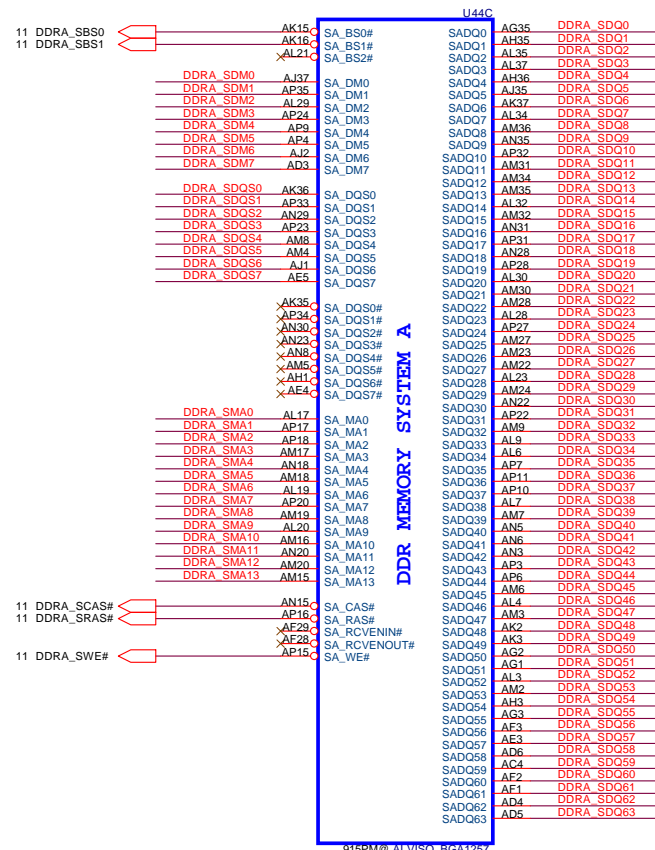 U44C
11 DDRA_SBS0 AK15 SA_BS0#
11 DDRA_SBS1 AK16 SA_BS1#
AL21 SA_BS2#
DDRA_SDM0 AJ37 SA_DM0
DDRA_SDM1 AP35 SA_DM1
DDRA_SDM2 AL29 SA_DM2
DDRA_SDM3 AP24 SA_DM3
DDRA_SDM4 AP9 SA_DM4
DDRA_SDM5 AP4 SA_DM5
DDRA_SDM6 AJ2 SA_DM6
DDRA_SDM7 AD3 SA_DM7
DDRA_SDQS0 AK36 SA_DQS0
DDRA_SDQS1 AP33 SA_DQS1
DDRA_SDQS2 AN29 SA_DQS2
DDRA_SDQS3 AP23 SA_DQS3
DDRA_SDQS4 AM8 SA_DQS4
DDRA_SDQS5 AM4 SA_DQS5
DDRA_SDQS6 AJ1 SA_DQS6
DDRA_SDQS7 AE5 SA_DQS7
AK35 SA_DQS0#
AP34 SA_DQS1#
AN30 SA_DQS2#
AN23 SA_DQS3#
AN8 SA_DQS4#
AM5 SA_DQS5#
AH1 SA_DQS6#
AE4 SA_DQS7#
DDRA_SMA0 AL17 SA_MA0
DDRA_SMA1 AP17 SA_MA1
DDRA_SMA2 AP18 SA_MA2
DDRA_SMA3 AM17 SA_MA3
DDRA_SMA4 AN18 SA_MA4
DDRA_SMA5 AM18 SA_MA5
DDRA_SMA6 AL19 SA_MA6
DDRA_SMA7 AP20 SA_MA7
DDRA_SMA8 AM19 SA_MA8
DDRA_SMA9 AL20 SA_MA9
DDRA_SMA10 AM16 SA_MA10
DDRA_SMA11 AN20 SA_MA11
DDRA_SMA12 AM20 SA_MA12
DDRA_SMA13 AM15 SA_MA13
11 DDRA_SCAS# AN15 SA_CAS#
11 DDRA_SRAS# AP16 SA_RAS#
AF29 SA_RCVENIN#
AF28 SA_RCVENOUT#
11 DDRA_SWE# AP15 SA_WE#
DDR MEMORY SYSTEM A
SADQ0 AG35 DDRA_SDQ0
SADQ1 AH35 DDRA_SDQ1
SADQ2 AL35 DDRA_SDQ2
SADQ3 AL37 DDRA_SDQ3
SADQ4 AH36 DDRA_SDQ4
SADQ5 AJ35 DDRA_SDQ5
SADQ6 AK37 DDRA_SDQ6
SADQ7 AL34 DDRA_SDQ7
SADQ8 AM36 DDRA_SDQ8
SADQ9 AN35 DDRA_SDQ9
SADQ10 AP32 DDRA_SDQ10
SADQ11 AM31 DDRA_SDQ11
SADQ12 AM34 DDRA_SDQ12
SADQ13 AM35 DDRA_SDQ13
SADQ14 AL32 DDRA_SDQ14
SADQ15 AM32 DDRA_SDQ15
SADQ16 AN31 DDRA_SDQ16
SADQ17 AP31 DDRA_SDQ17
SADQ18 AN28 DDRA_SDQ18
SADQ19 AP28 DDRA_SDQ19
SADQ20 AL30 DDRA_SDQ20
SADQ21 AM30 DDRA_SDQ21
SADQ22 AM28 DDRA_SDQ22
SADQ23 AL28 DDRA_SDQ23
SADQ24 AP27 DDRA_SDQ24
SADQ25 AM27 DDRA_SDQ25
SADQ26 AM23 DDRA_SDQ26
SADQ27 AM22 DDRA_SDQ27
SADQ28 AL23 DDRA_SDQ28
SADQ29 AM24 DDRA_SDQ29
SADQ30 AN22 DDRA_SDQ30
SADQ31 AP22 DDRA_SDQ31
SADQ32 AM9 DDRA_SDQ32
SADQ33 AL9 DDRA_SDQ33
SADQ34 AL6 DDRA_SDQ34
SADQ35 AP7 DDRA_SDQ35
SADQ36 AP11 DDRA_SDQ36
SADQ37 AP10 DDRA_SDQ37
SADQ38 AL7 DDRA_SDQ38
SADQ39 AM7 DDRA_SDQ39
SADQ40 AN5 DDRA_SDQ40
SADQ41 AN6 DDRA_SDQ41
SADQ42 AN3 DDRA_SDQ42
SADQ43 AP3 DDRA_SDQ43
SADQ44 AP6 DDRA_SDQ44
SADQ45 AM6 DDRA_SDQ45
SADQ46 AL4 DDRA_SDQ46
SADQ47 AM3 DDRA_SDQ47
SADQ48 AK2 DDRA_SDQ48
SADQ49 AK3 DDRA_SDQ49
SADQ50 AG2 DDRA_SDQ50
SADQ51 AG1 DDRA_SDQ51
SADQ52 AL3 DDRA_SDQ52
SADQ53 AM2 DDRA_SDQ53
SADQ54 AH3 DDRA_SDQ54
SADQ55 AG3 DDRA_SDQ55
SADQ56 AF3 DDRA_SDQ56
SADQ57 AE3 DDRA_SDQ57
SADQ58 AD6 DDRA_SDQ58
SADQ59 AC4 DDRA_SDQ59
SADQ60 AF2 DDRA_SDQ60
SADQ61 AF1 DDRA_SDQ61
SADQ62 AD4 DDRA_SDQ62
SADQ63 AD5 DDRA_SDQ63
915PM@ ALVISO_BGA1257